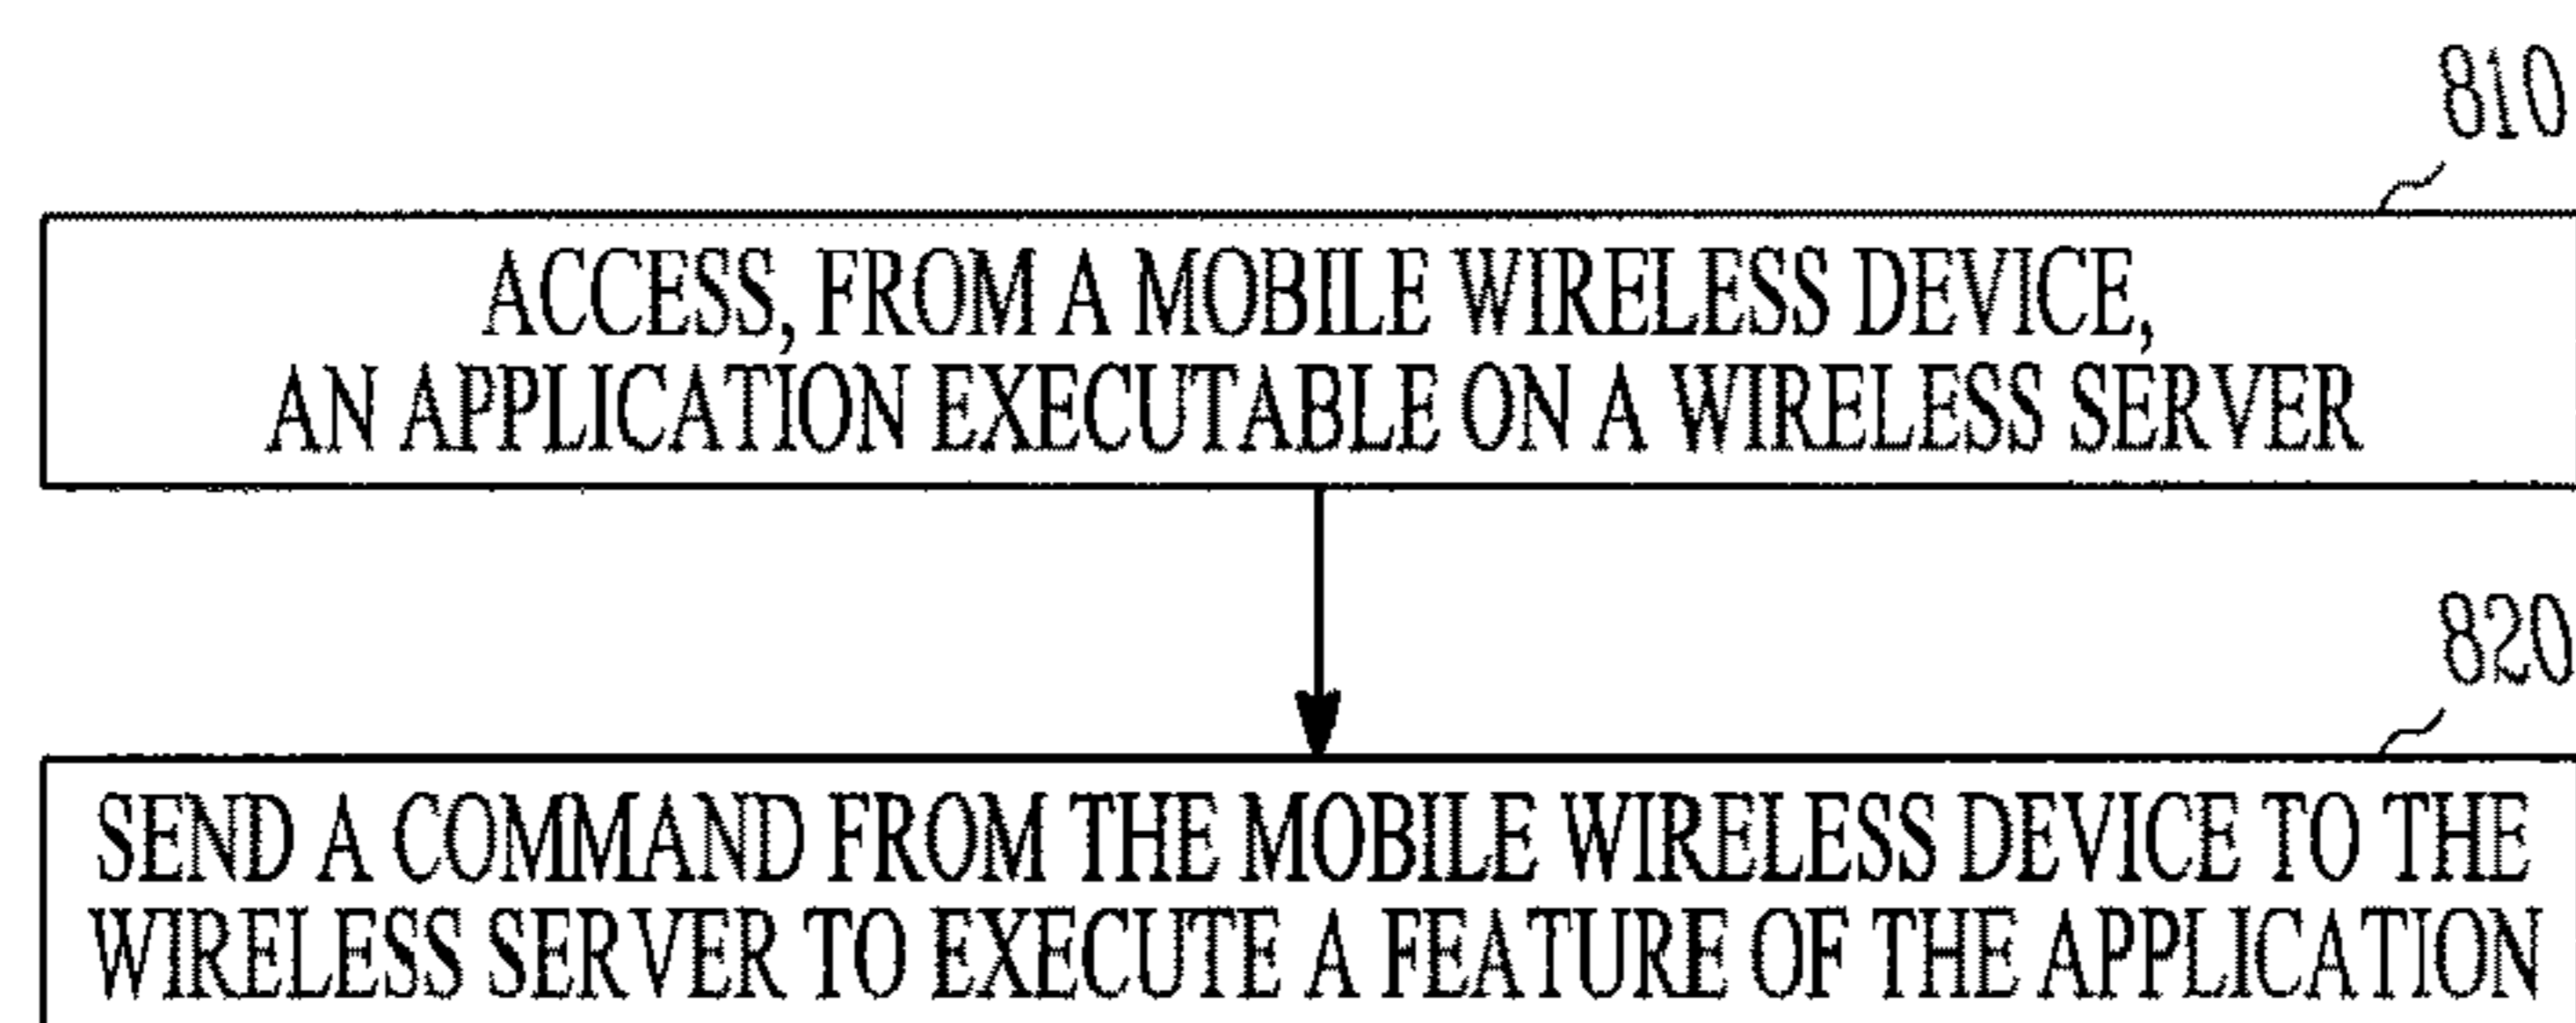 810
ACCESS, FROM A MOBILE WIRELESS DEVICE,
AN APPLICATION EXECUTABLE ON A WIRELESS SERVER
820
SEND A COMMAND FROM THE MOBILE WIRELESS DEVICE TO THE
WIRELESS SERVER TO EXECUTE A FEATURE OF THE APPLICATION